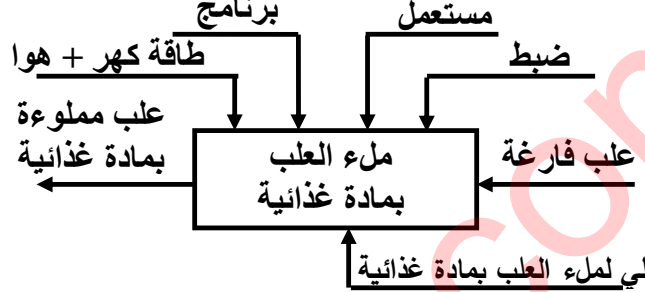 برنامج
مستعمل
طاقة كهر + هوا
ضبط
علب مملوءة
بمادة غذائية
ملء العلب
بمادة غذائية
علب فارغة
لملء العلب بمادة غذائية